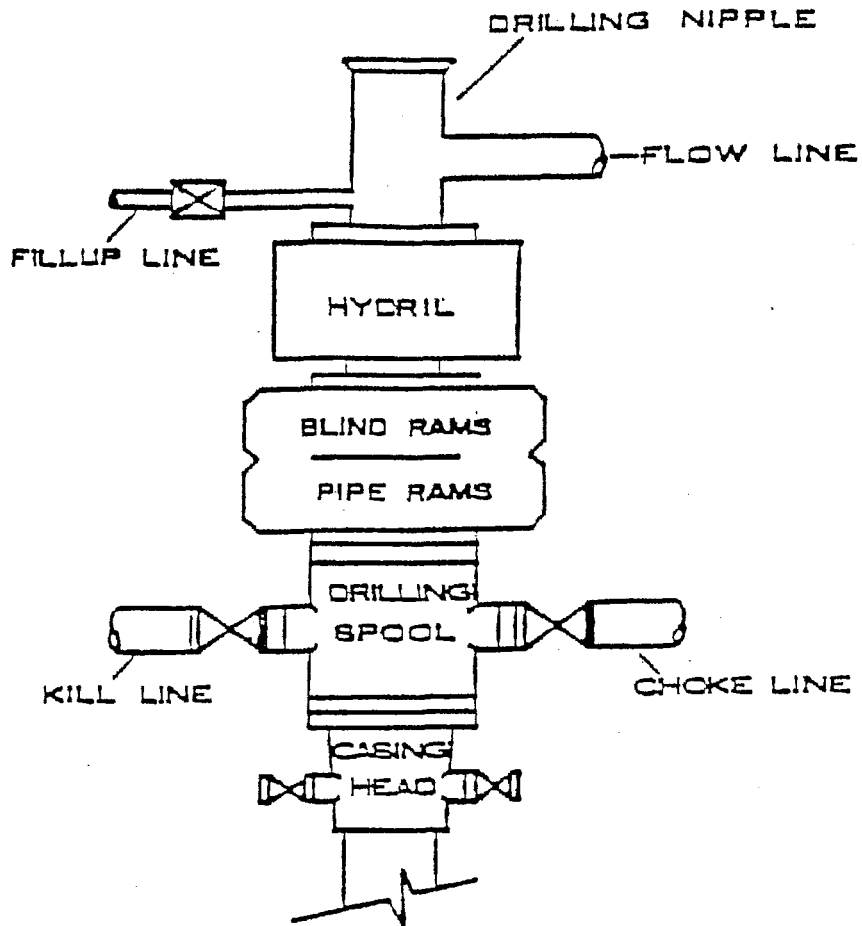 DRILLING NIPPLE
FLOW LINE
FILLUP LINE
HYDRIL
BLIND RAMS
PIPE RAMS
DRILLING
SPOOL
KILL LINE
CHOKE LINE
CASING
HEAD